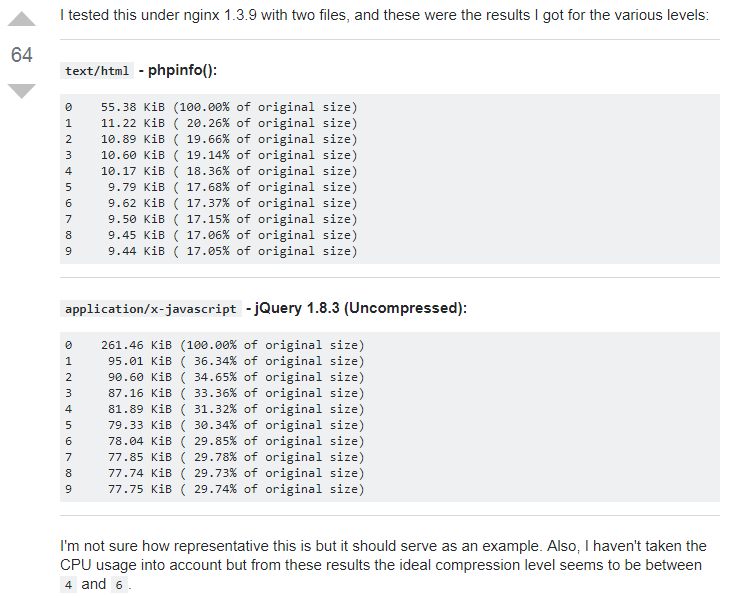 I tested this under nginx 1.3.9 with two files, and these were the results I got for the various levels:
64
text/html - phpinfo():
0    55.38 KiB (100.00% of original size)
1    11.22 KiB ( 20.26% of original size)
2    10.89 KiB ( 19.66% of original size)
3    10.60 KiB ( 19.14% of original size)
4    10.17 KiB ( 18.36% of original size)
5     9.79 KiB ( 17.68% of original size)
6     9.62 KiB ( 17.37% of original size)
7     9.50 KiB ( 17.15% of original size)
8     9.45 KiB ( 17.06% of original size)
9     9.44 KiB ( 17.05% of original size)
application/x-javascript - jQuery 1.8.3 (Uncompressed):
0    261.46 KiB (100.00% of original size)
1     95.01 KiB ( 36.34% of original size)
2     90.60 KiB ( 34.65% of original size)
3     87.16 KiB ( 33.36% of original size)
4     81.89 KiB ( 31.32% of original size)
5     79.33 KiB ( 30.34% of original size)
6     78.04 KiB ( 29.85% of original size)
7     77.85 KiB ( 29.78% of original size)
8     77.74 KiB ( 29.73% of original size)
9     77.75 KiB ( 29.74% of original size)
I'm not sure how representative this is but it should serve as an example. Also, I haven't taken the
CPU usage into account but from these results the ideal compression level seems to be between
4 and 6.